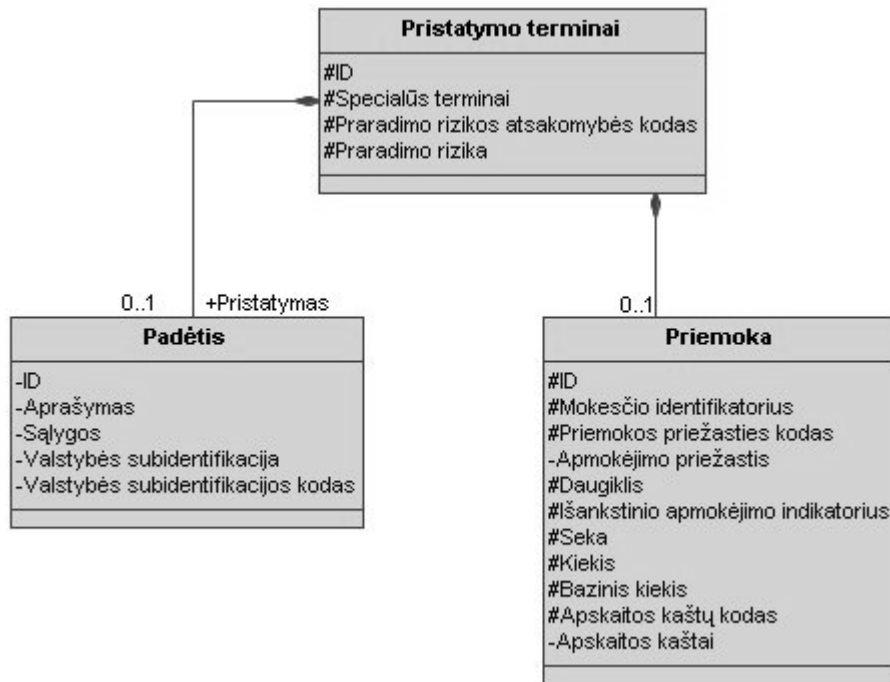 Pristatymo terminai
#ID
#Specialūs terminai
#Praradimo rizikos atsakomybės kodas
#Praradimo rizika
0..1 +Pristatymas
0..1
Padėtis
-ID
-Aprašymas
-Sąlygos
-Valstybės subidentifikacija
-Valstybės subidentifikacijos kodas
Priemoka
#ID
#Mokesčio identifikatorius
#Priemokos priežasties kodas
-Apmokėjimo priežastis
#Daugiklis
#Išankstinio apmokėjimo indikatorius
#Seka
#Kiekis
#Bazinis kiekis
#Apskaitos kaštų kodas
-Apskaitos kaštai